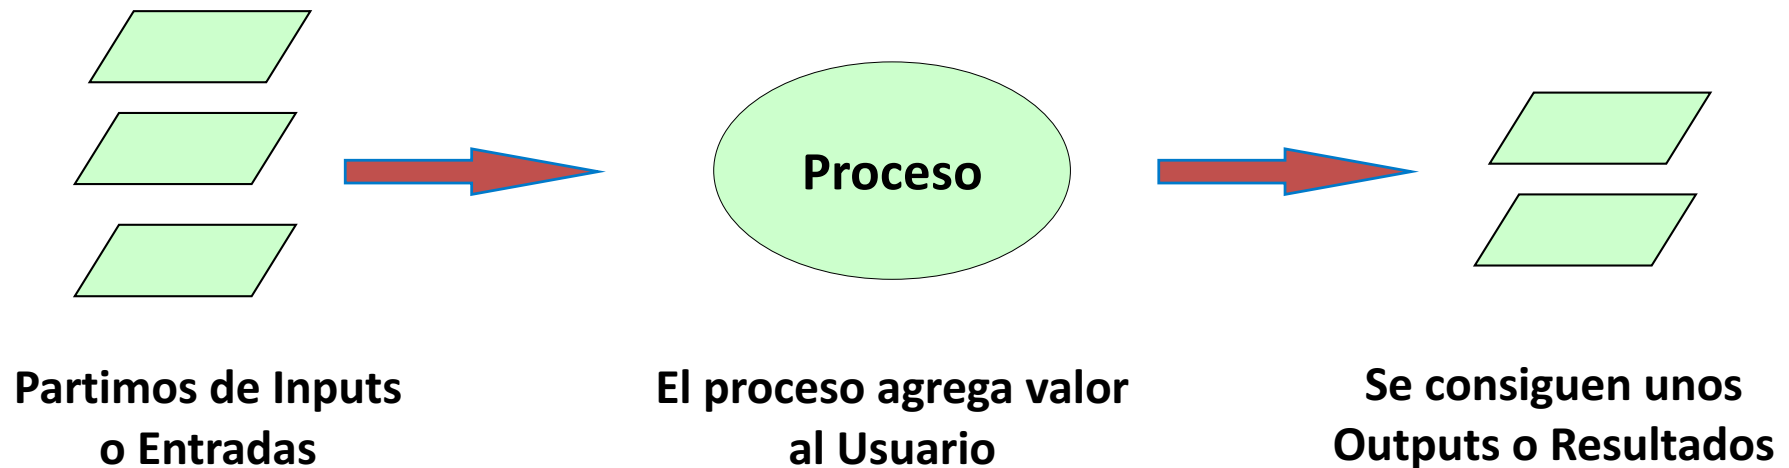 Proceso
Partimos de Inputs
o Entradas
El proceso agrega valor
al Usuario
Se consiguen unos
Outputs o Resultados